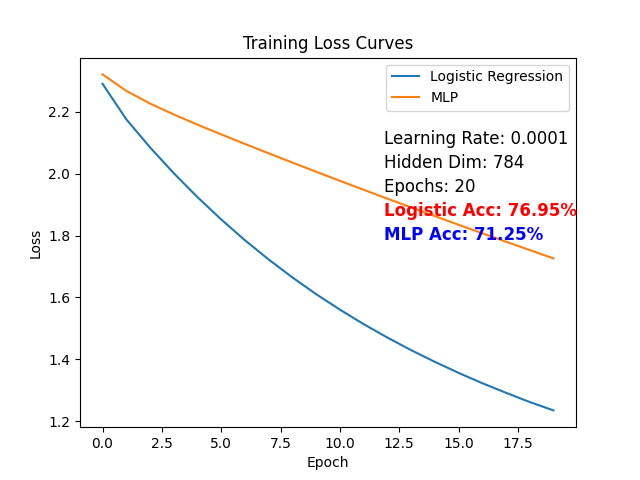 Training Loss Curves
Logistic Regression
MLP
Learning Rate: 0.0001
Hidden Dim: 784
Epochs: 20
Logistic Acc: 76.95%
MLP Acc: 71.25%
Loss
2.2
2.0
1.8
1.6
1.4
1.2
0.0 2.5 5.0 7.5 10.0 12.5 15.0 17.5
Epoch